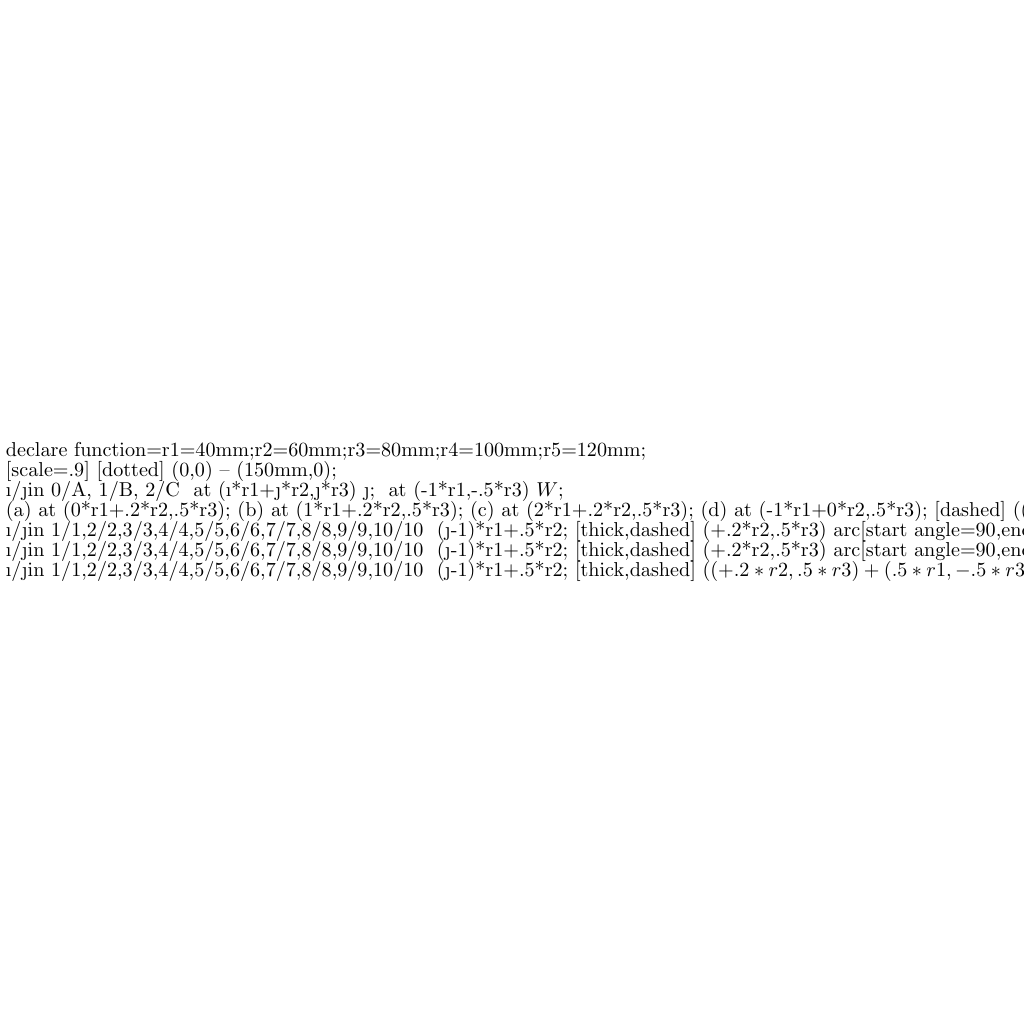 declare function=r1=40mm;r2=60mm;r3=80mm;r4=100mm;r5=120mm;
[scale=.9] [dotted] (0,0) – (150mm,0);
ı/ȷin 0/A, 1/B, 2/C at (ı*r1+ȷ*r2,ȷ*r3) ȷ; at (-1*r1,-.5*r3) W;
(a) at (0*r1+.2*r2,.5*r3); (b) at (1*r1+.2*r2,.5*r3); (c) at (2*r1+.2*r2,.5*r3); (d) at (-1*r1+0*r2,.5*r3); [dashed] ((
ı/ȷin 1/1,2/2,3/3,4/4,5/5,6/6,7/7,8/8,9/9,10/10 (ȷ-1)*r1+.5*r2; [thick,dashed] (+.2*r2,.5*r3) arc[start angle=90,end
ı/ȷin 1/1,2/2,3/3,4/4,5/5,6/6,7/7,8/8,9/9,10/10 (ȷ-1)*r1+.5*r2; [thick,dashed] (+.2*r2,.5*r3) arc[start angle=90,end
ı/ȷin 1/1,2/2,3/3,4/4,5/5,6/6,7/7,8/8,9/9,10/10 (ȷ-1)*r1+.5*r2; [thick,dashed] ((+.2 * r2, .5 * r3) + (.5 * r1, −.5 * r3